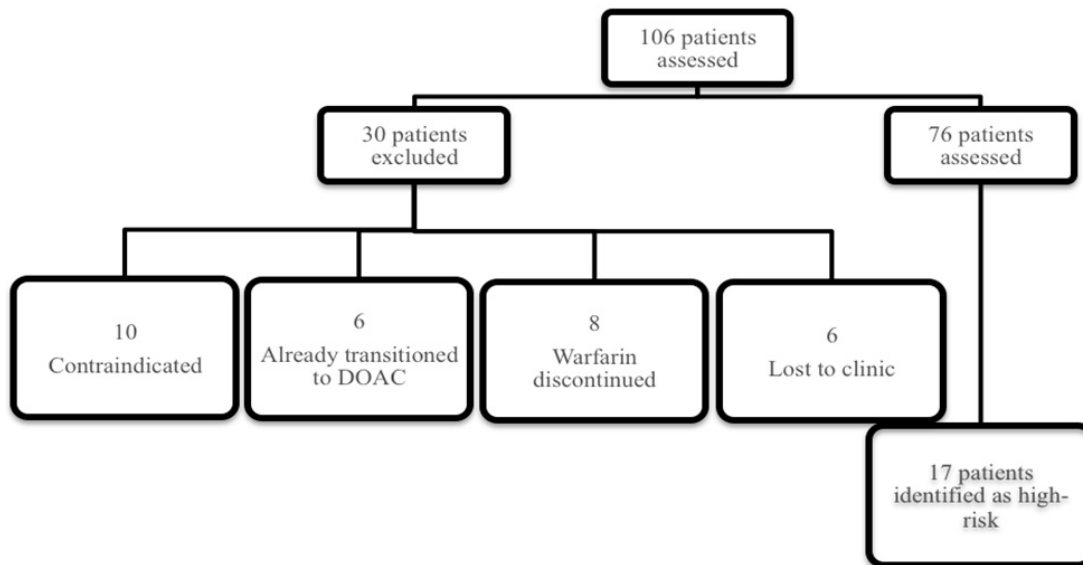 106 patients
assessed
30 patients
excluded
76 patients
assessed
10
Contraindicated
6
Already transitioned
to DOAC
8
Warfarin
discontinued
6
Lost to clinic
17 patients
identified as high-
risk